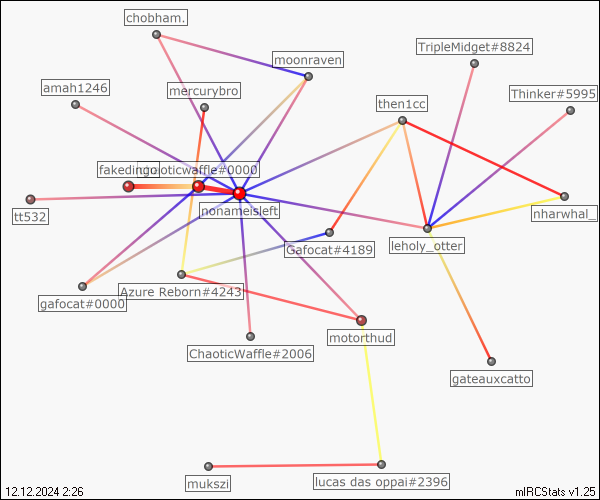 chobham.
TripleMidget#8824
moonraven
amah1246
mercurybro
Thinker#5995
then1cc
fakedingo
chaoticwaffle#0000
tt532
nonameisleft
nharwhal_
leholy_otter
Gafocat#4189
gafocat#0000
Azure Reborn#4243
motorthud
ChaoticWaffle#2006
gateauxcatto
mukszi
lucas das oppai#2396
12.12.2024 2:26
mIRCStats v1.25